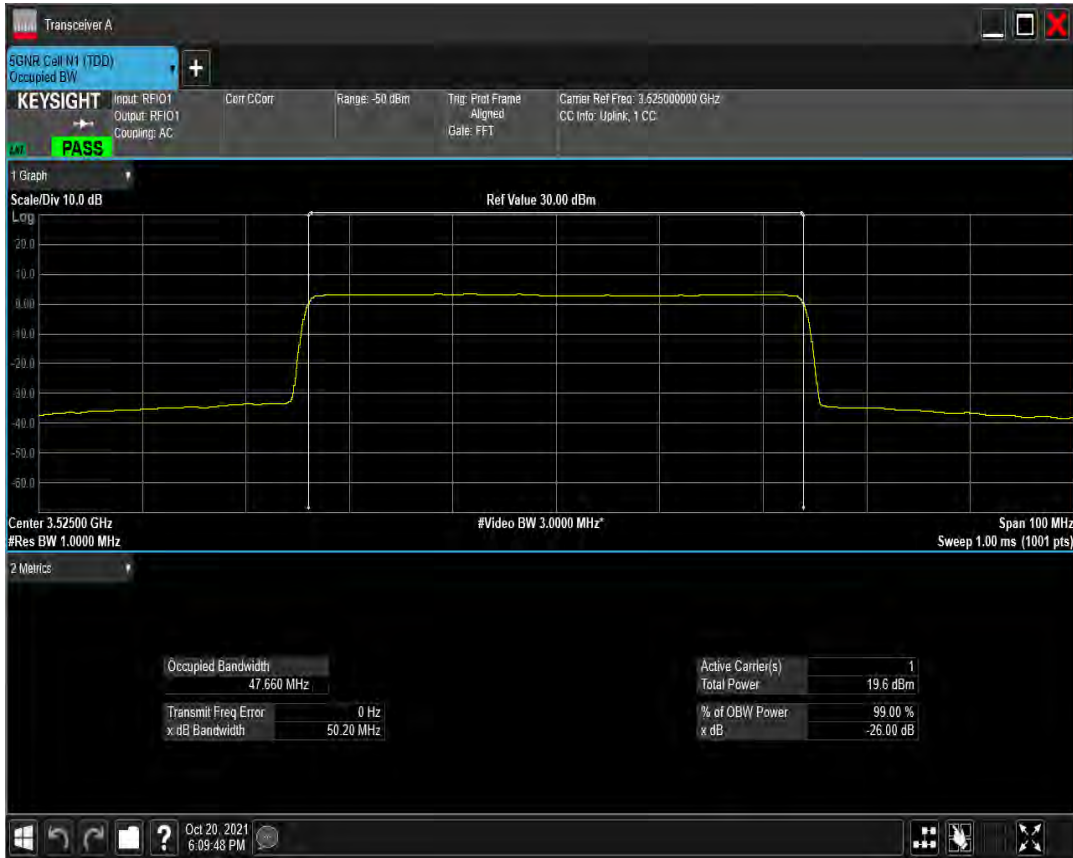 Transceiver A
5GNR Cell N1 (TDD)
Occupied BW
+
KEYSIGHT
PASS
Input: RFIO1
Output: RFIO1
Coupling: AC
Corr CCorr
Range: -50 dBm
Trig: Prot Frame
Aligned
Gate: FFT
Carrier Ref Freq: 3.525000000 GHz
CC Info: Uplink, 1 CC
1 Graph
Scale/Div 10.0 dB
Ref Value 30.00 dBm
Log
20.0
10.0
0.00
-10.0
-20.0
-30.0
-40.0
-50.0
-60.0
Center 3.52500 GHz
#Video BW 3.0000 MHz*
Span 100 MHz
#Res BW 1.0000 MHz
Sweep 1.00 ms (1001 pts)
2 Metrics
Occupied Bandwidth
47.660 MHz
Transmit Freq Error 0 Hz
x dB Bandwidth 50.20 MHz
Active Carrier(s) 1
Total Power 19.6 dBm
% of OBW Power 99.00 %
x dB -26.00 dB
?
Oct 20, 2021
6:09:48 PM